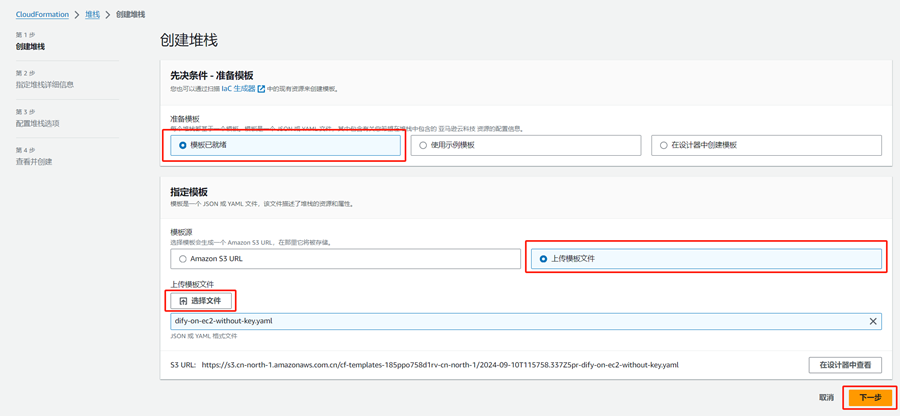 CloudFormation > 堆栈 > 创建堆栈
第 1 步
创建堆栈
第 2 步
指定堆栈详细信息
第 3 步
配置堆栈选项
第 4 步
查看并创建
创建堆栈
先决条件 - 准备模板
您也可以通过扫描 IaC 生成器 中的现有资源来创建模板。
准备模板
每个堆栈都基于一个模板。模板是一个 JSON 或 YAML 文件，其中包含有关您希望在堆栈中包含的 亚马逊云科技 资源的配置信息。
模板已就绪
使用示例模板
在设计器中创建模板
指定模板
模板是一个 JSON 或 YAML 文件，该文件描述了堆栈的资源和属性。
模板源
选择模板会生成一个 Amazon S3 URL，在那里它将被存储。
Amazon S3 URL
上传模板文件
上传模板文件
选择文件
dify-on-ec2-without-key.yaml
JSON 或 YAML 格式文件
S3 URL: https://s3.cn-north-1.amazonaws.com.cn/cf-templates-185ppo758d1rv-cn-north-1/2024-09-10T115758.337Z5pr-dify-on-ec2-without-key.yaml
在设计器中查看
取消
下一步